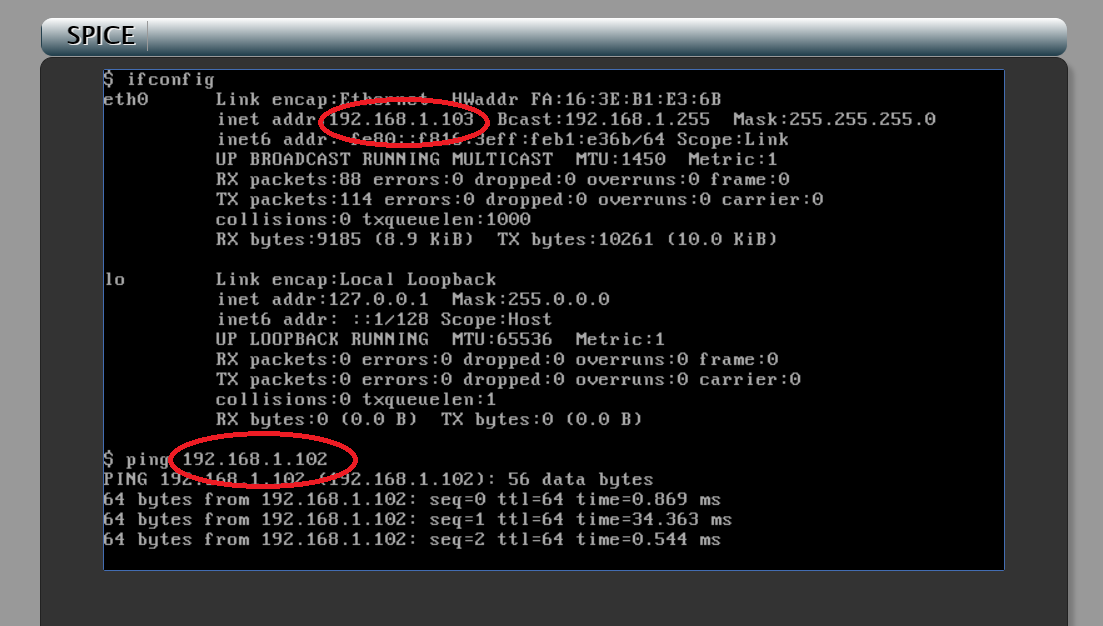 SPICE
$ ifconfig
eth0 Link encap:Ethernet HWaddr FA:16:3E:B1:E3:6B
inet addr:192.168.1.103 Bcast:192.168.1.255 Mask:255.255.255.0
inet6 addr: fe80::f816:3eff:feb1:e36b/64 Scope:Link
UP BROADCAST RUNNING MULTICAST MTU:1450 Metric:1
RX packets:88 errors:0 dropped:0 overruns:0 frame:0
TX packets:114 errors:0 dropped:0 overruns:0 carrier:0
collisions:0 txqueuelen:1000
RX bytes:9185 (8.9 KiB) TX bytes:10261 (10.0 KiB)
lo Link encap:Local Loopback
inet addr:127.0.0.1 Mask:255.0.0.0
inet6 addr: ::1/128 Scope:Host
UP LOOPBACK RUNNING MTU:65536 Metric:1
RX packets:0 errors:0 dropped:0 overruns:0 frame:0
TX packets:0 errors:0 dropped:0 overruns:0 carrier:0
collisions:0 txqueuelen:1
RX bytes:0 (0.0 B) TX bytes:0 (0.0 B)
$ ping 192.168.1.102
PING 192.168.1.102 (192.168.1.102): 56 data bytes
64 bytes from 192.168.1.102: seq=0 ttl=64 time=0.869 ms
64 bytes from 192.168.1.102: seq=1 ttl=64 time=34.363 ms
64 bytes from 192.168.1.102: seq=2 ttl=64 time=0.544 ms